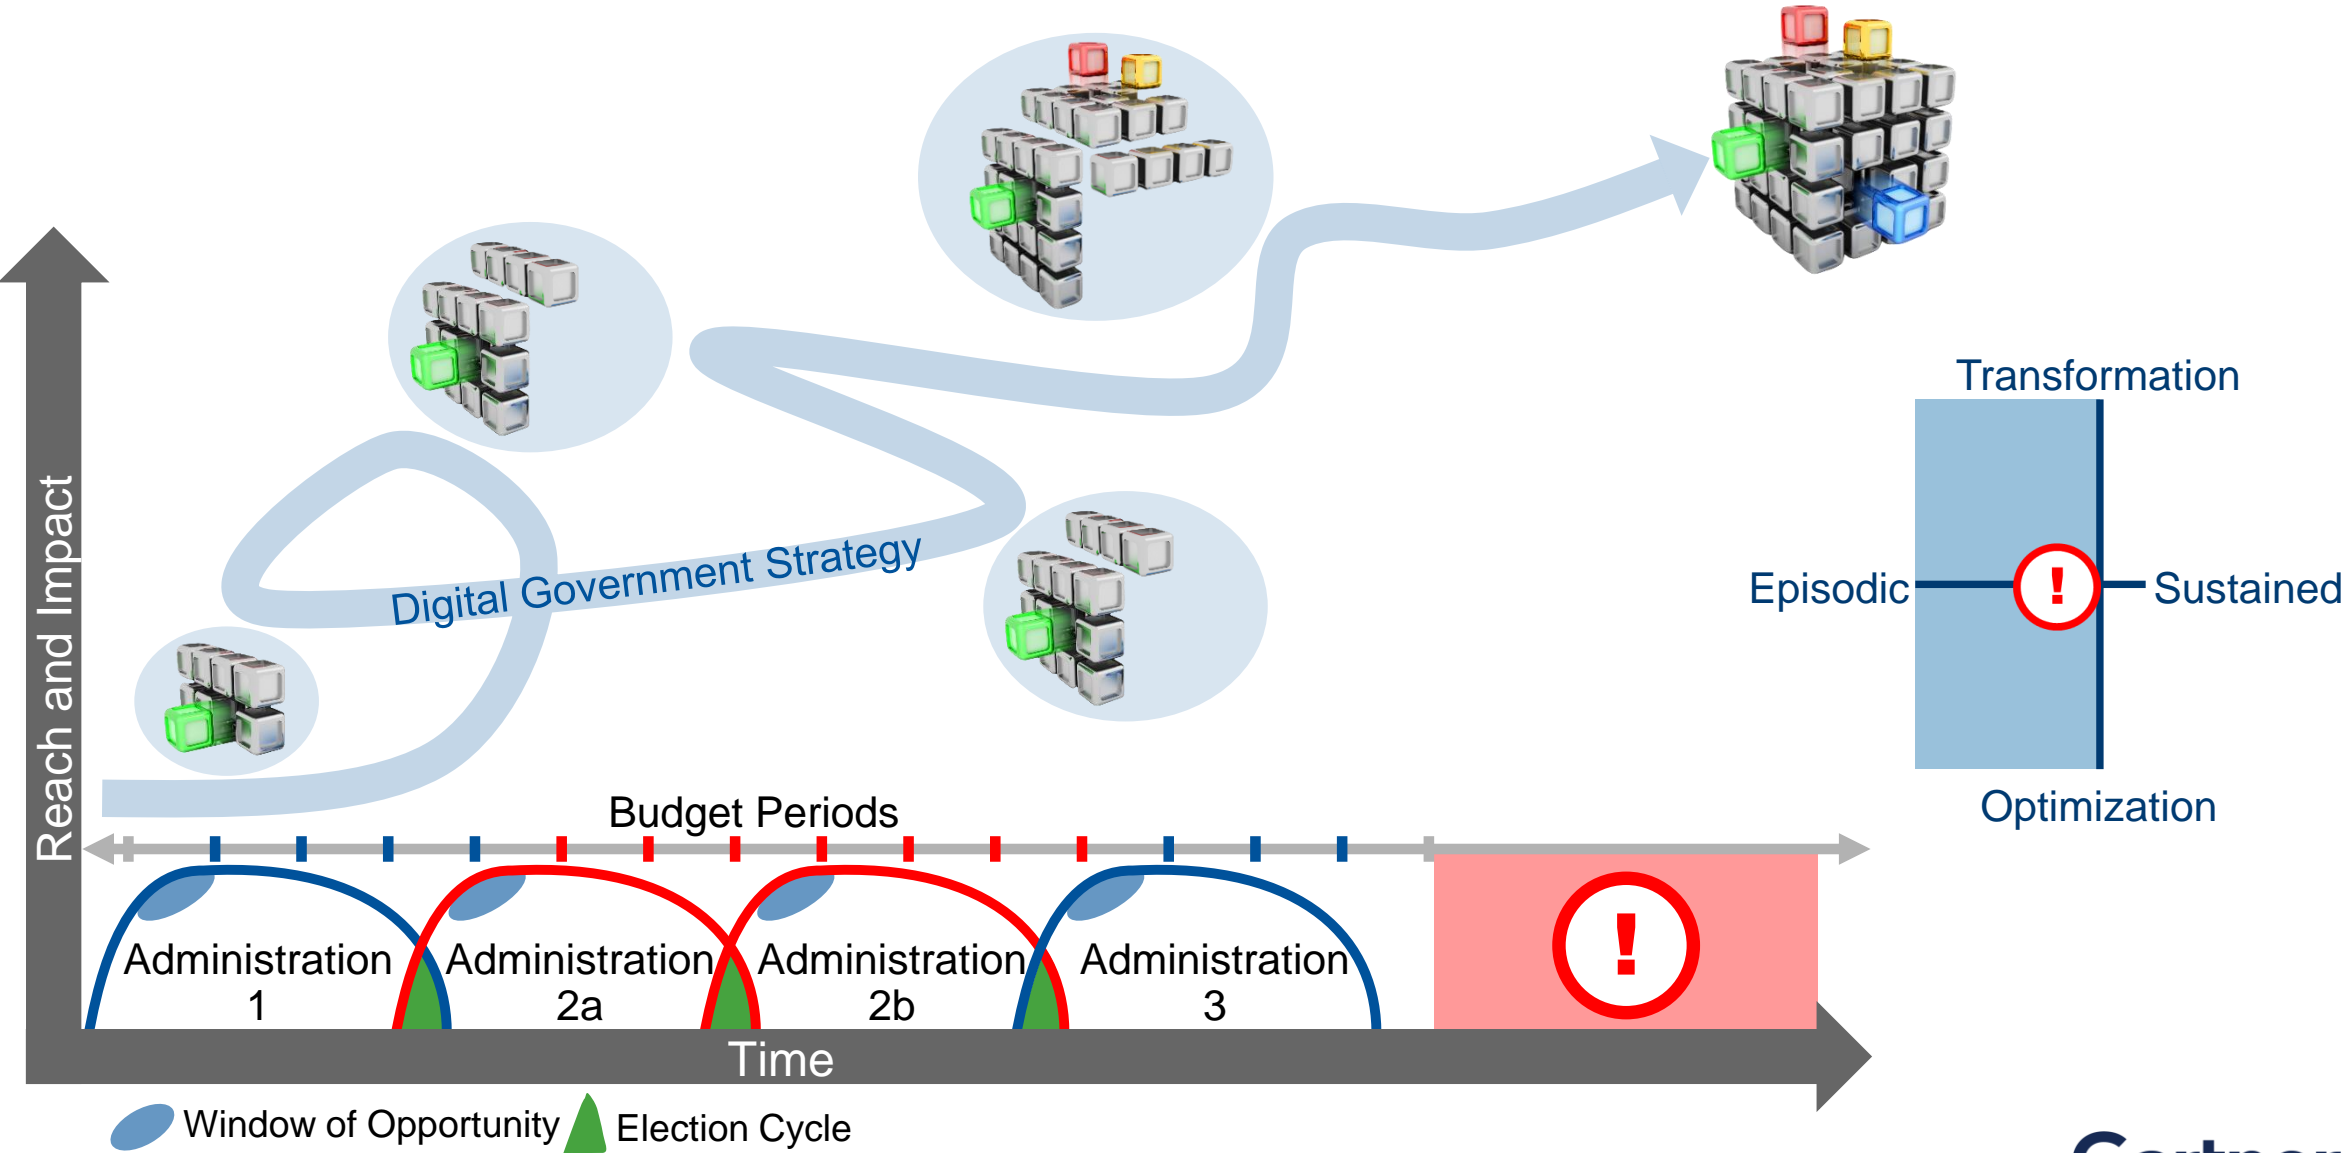 Transformation
Reach and Impact
Digital Government Strategy
Episodic
!
Sustained
Optimization
Budget Periods
Administration
1
Administration
2a
Administration
2b
Administration
3
!
Time
Window of Opportunity
Election Cycle